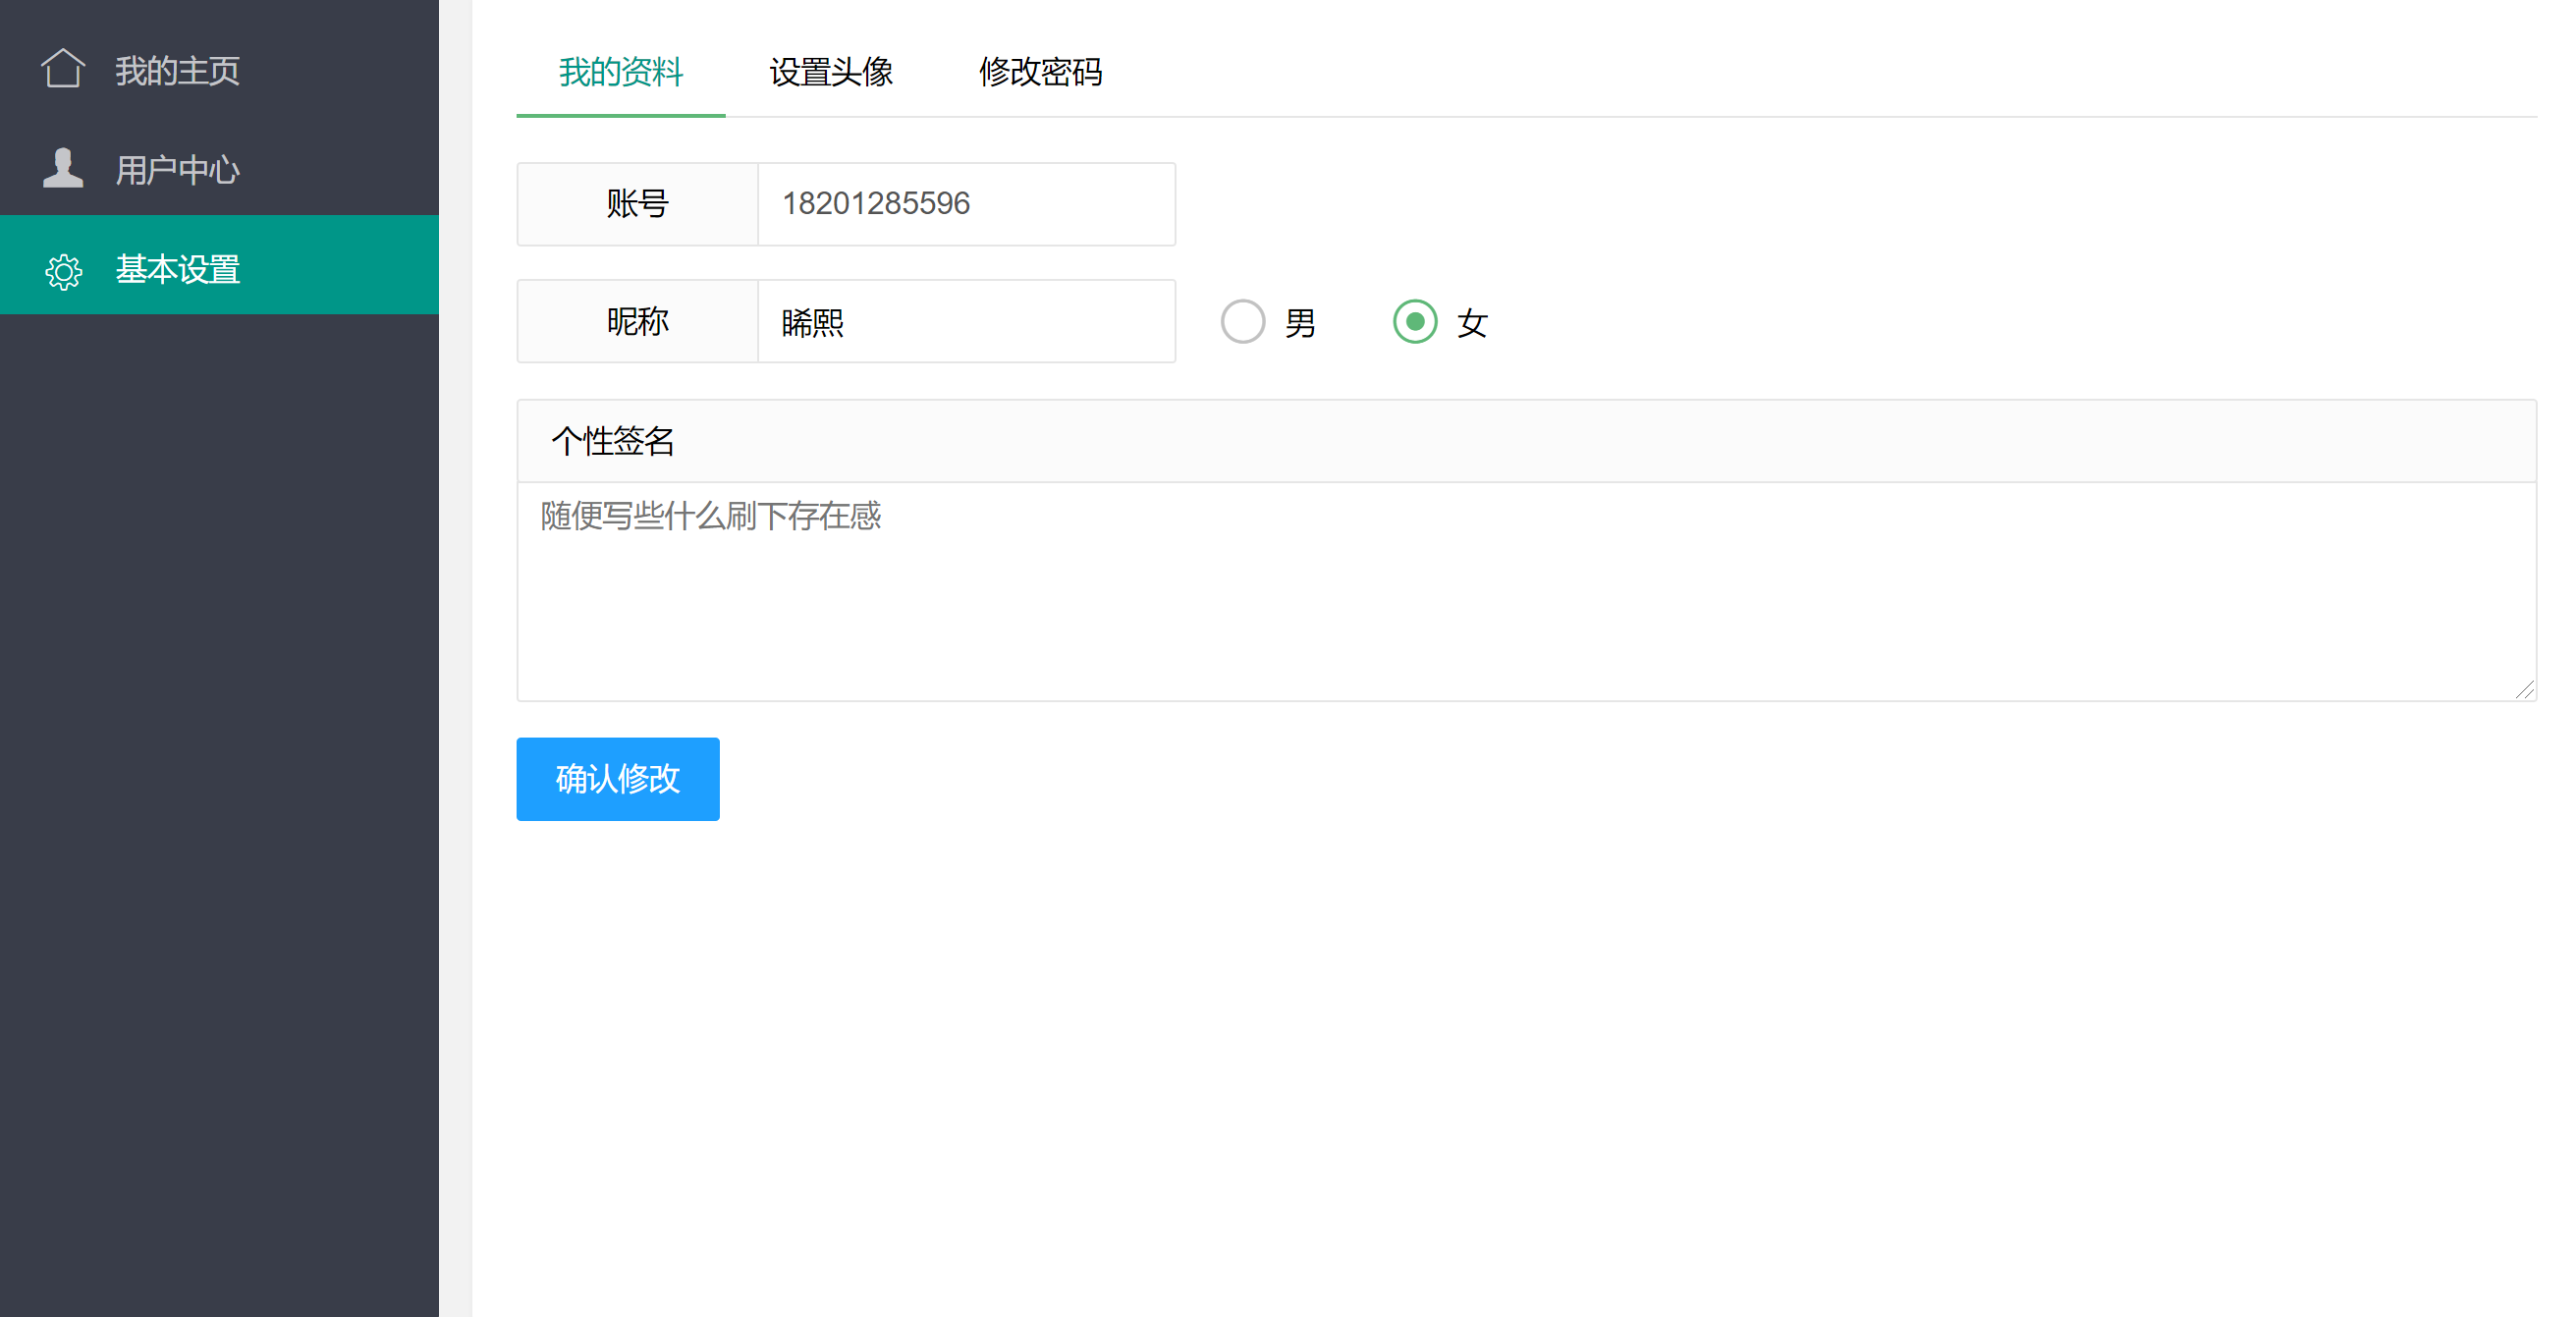 我的主页
用户中心
基本设置
我的资料 设置头像 修改密码
账号 18201285596
昵称 晞熙 男 女
个性签名
随便写些什么刷下存在感
确认修改